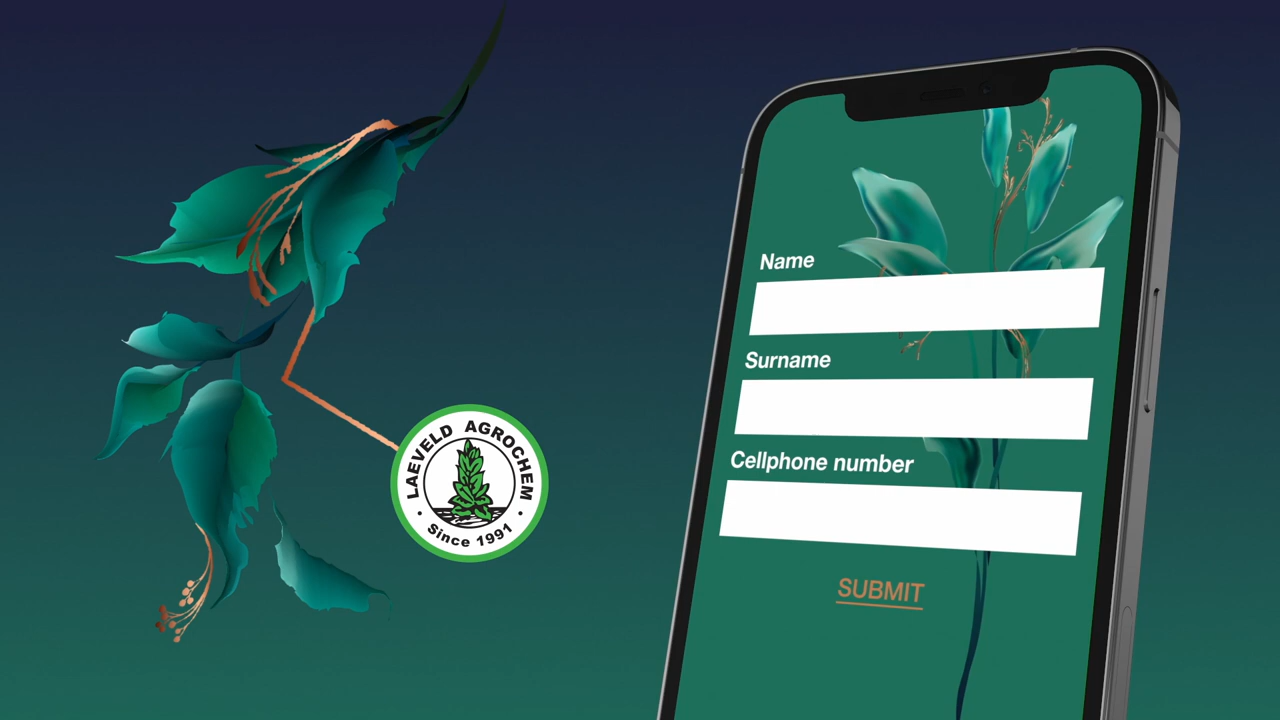 LAEVELD AGROCHEM
• Since 1991 •
Name
Surname
Cellphone number
SUBMIT